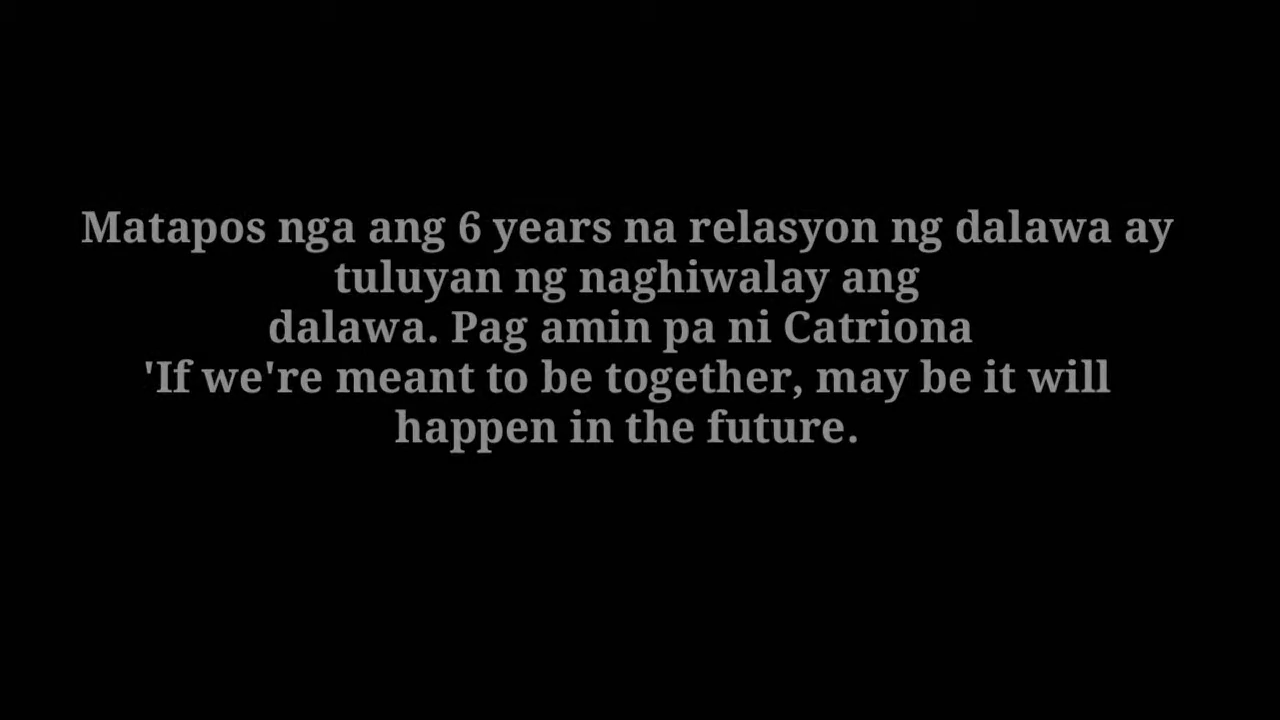 Matapos nga ang 6 years na relasyon ng dalawa ay
tuluyan ng naghiwalay ang
dalawa. Pag amin pa ni Catriona
'If we're meant to be together, may be it will
happen in the future.